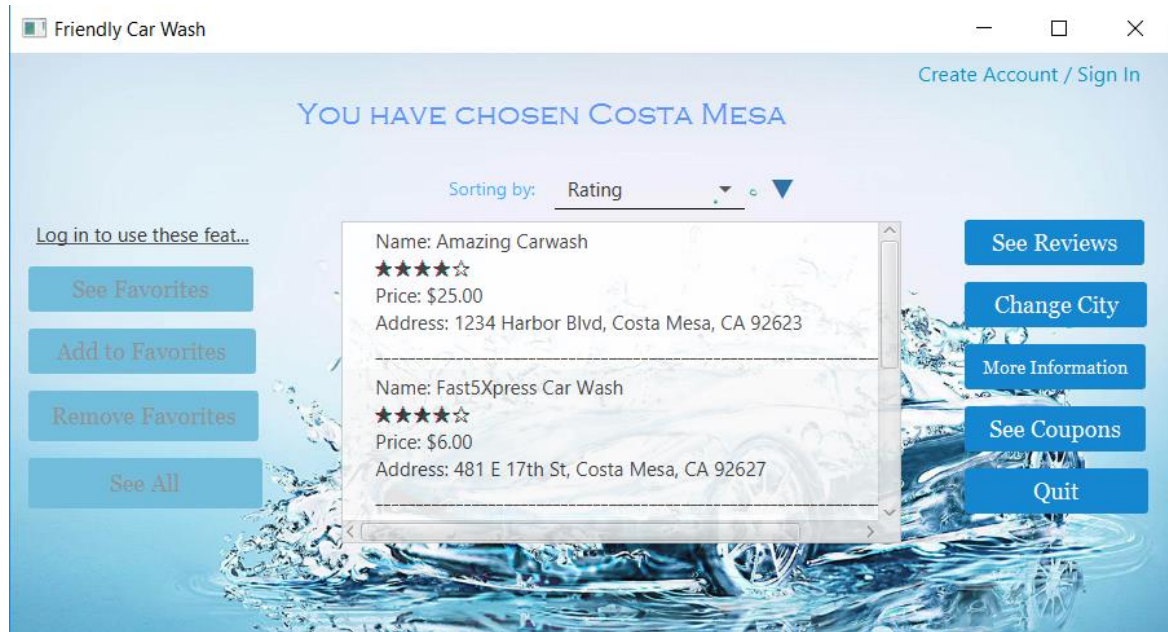 Friendly Car Wash
Create Account / Sign In
You have chosen Costa Mesa
Sorting by: Rating
Log in to use these feat...
See Favorites
Add to Favorites
Remove Favorites
See All
Name: Amazing Carwash
★★★★☆
Price: $25.00
Address: 1234 Harbor Blvd, Costa Mesa, CA 92623
Name: Fast5Xpress Car Wash
★★★★☆
Price: $6.00
Address: 481 E 17th St, Costa Mesa, CA 92627
See Reviews
Change City
More Information
See Coupons
Quit